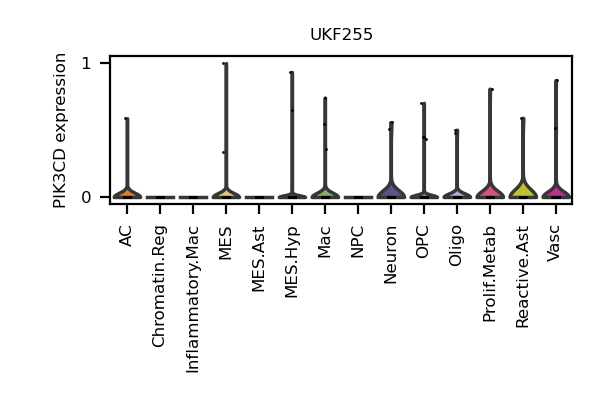 UKF255
PIK3CD expression
1
0
AC
Chromatin.Reg
Inflammatory.Mac
MES
MES.Ast
MES.Hyp
Mac
NPC
Neuron
OPC
Oligo
Prolif.Metab
Reactive.Ast
Vasc